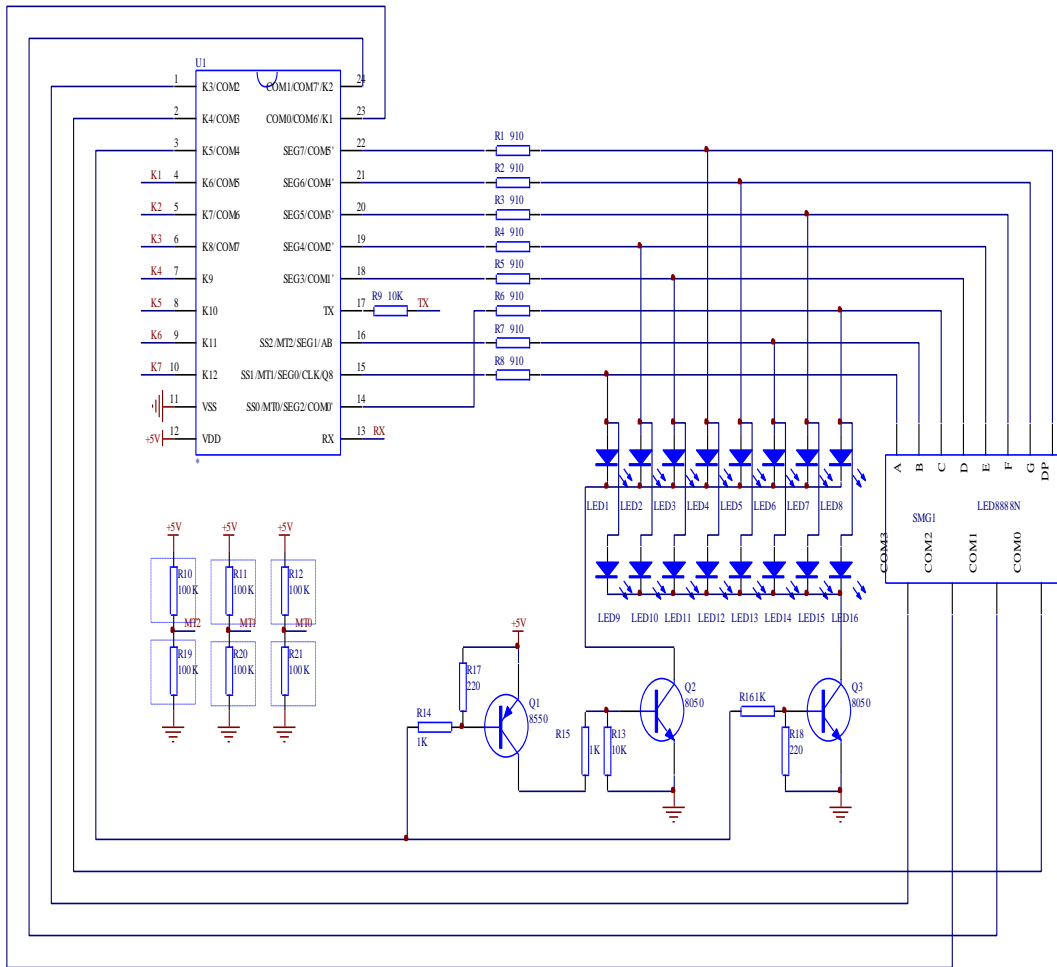 U1
1 K3/COM2 COM1/COM7'/K2 24
2 K4/COM3 COM0/COM6'/K1 23
3 K5/COM4 SEG7/COM5' 22
R1 910
K1 4 K6/COM5 SEG6/COM4' 21
R2 910
K2 5 K7/COM6 SEG5/COM3' 20
R3 910
K3 6 K8/COM7 SEG4/COM2' 19
R4 910
K4 7 K9 SEG3/COM1' 18
R5 910
K5 8 K10 TX 17
R9 10K TX
R6 910
K6 9 K11 SS2/MT2/SEG1/AB 16
R7 910
K7 10 K12 SS1/MT1/SEG0/CLK/Q8 15
R8 910
11 VSS SS0/MT0/SEG2/COM0' 14
+5V 12 VDD RX 13 RX
*
A B C D E F G DP
LED1 LED2 LED3 LED4 LED5 LED6 LED7 LED8
LED8888N
SMG1
COM3 COM2 COM1 COM0
LED9 LED10 LED11 LED12 LED13 LED14 LED15 LED16
+5V +5V +5V
R10 100K
R11 100K
R12 100K
MT2 MT1 MT0
R19 100K
R20 100K
R21 100K
+5V
R17
220
Q1
8550
R14
1K
R15
1K
R13
10K
Q2
8050
R16 1K
R18
220
Q3
8050